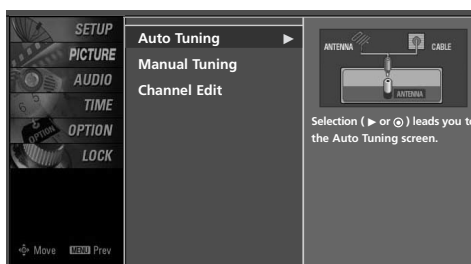 SETUP
PICTURE
AUDIO
TIME
OPTION
LOCK
Move MENU Prev
Auto Tuning ▶
Manual Tuning
Channel Edit
ANTENNA
CABLE
ANTENNA
Selection ( ▶ or ◉ ) leads you to
the Auto Tuning screen.